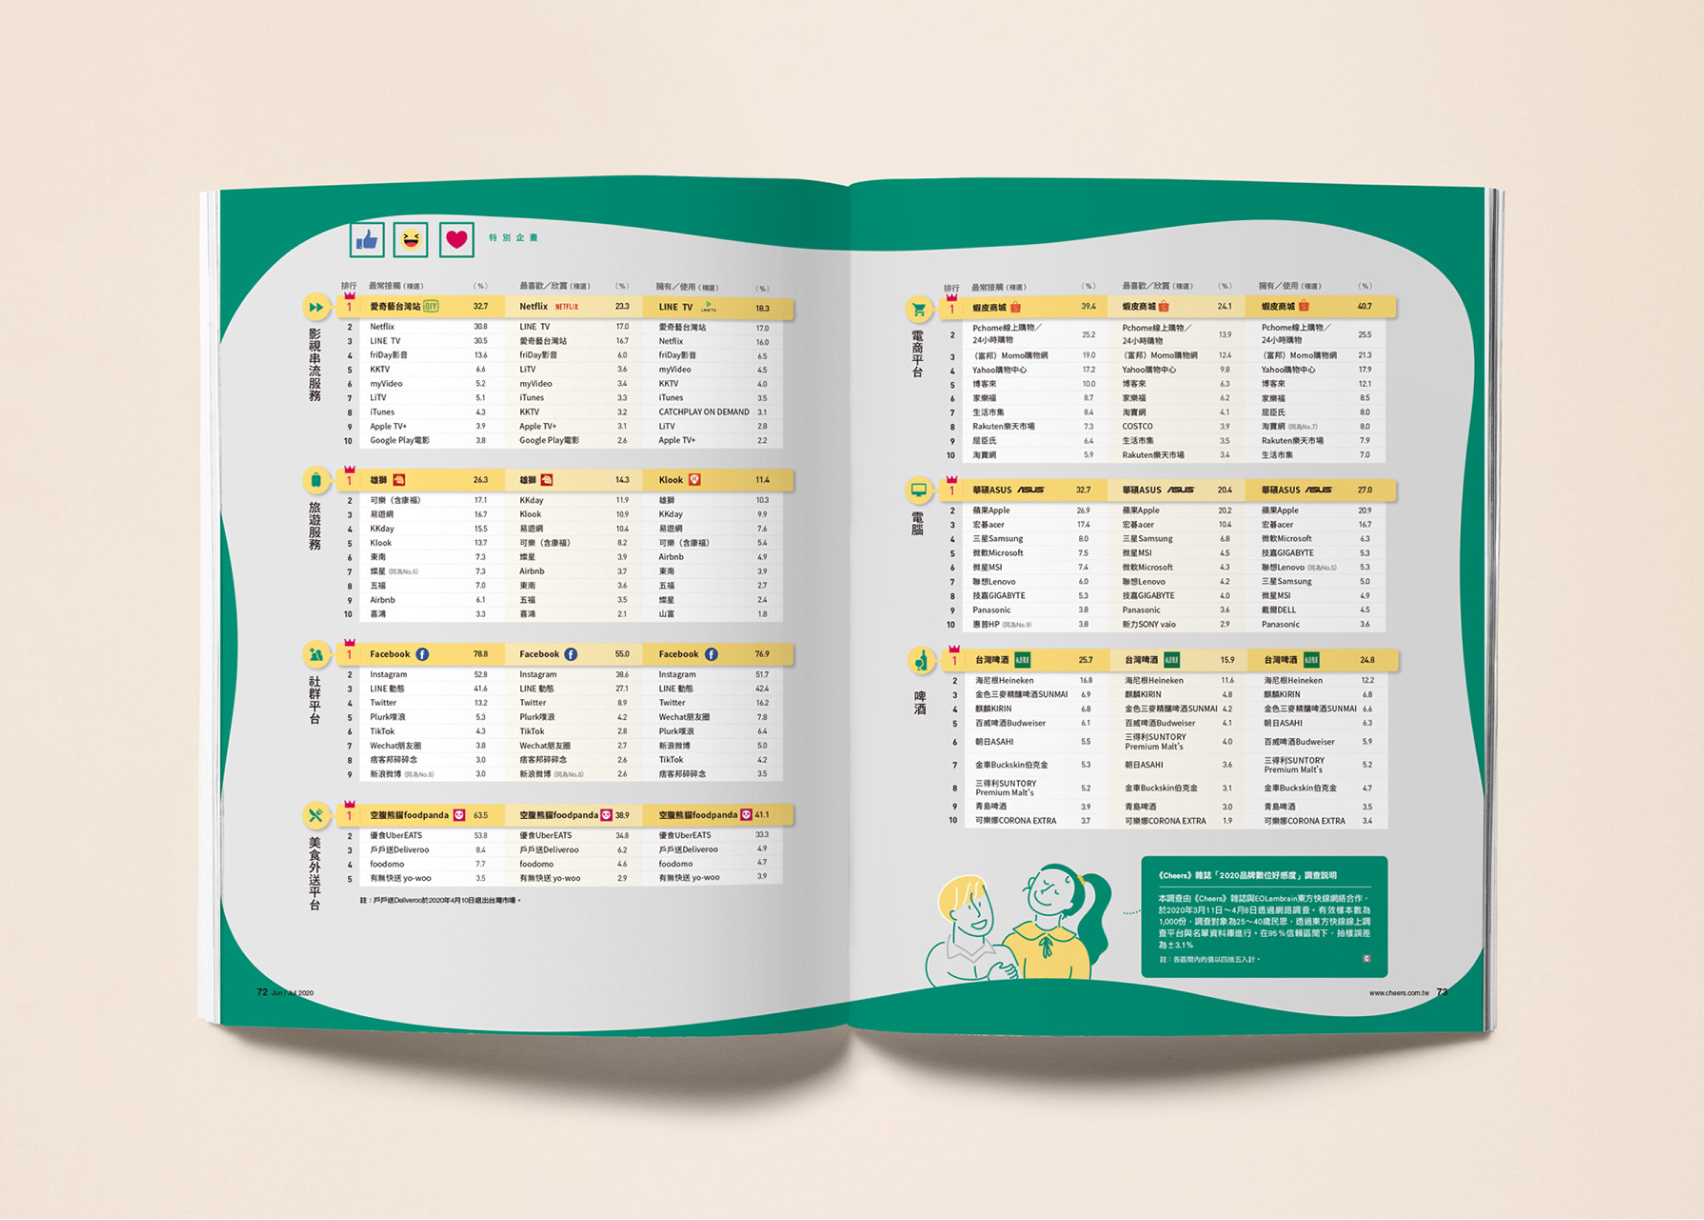 特別企畫
排行 最常接觸（複選） （%） 最喜歡／欣賞（複選） （%） 擁有／使用（複選） （%）
影視串流服務
1 愛奇藝台灣站 QIY 32.7 Netflix NETFLIX 23.3 LINE TV LINE TV 18.3
2 Netflix 30.8 LINE TV 17.0 愛奇藝台灣站 17.0
3 LINE TV 30.5 愛奇藝台灣站 16.7 Netflix 16.0
4 friDay影音 13.6 friDay影音 6.0 friDay影音 6.5
5 KKTV 6.6 LiTV 3.6 myVideo 4.5
6 myVideo 5.2 myVideo 3.4 KKTV 4.0
7 LiTV 5.1 iTunes 3.3 iTunes 3.5
8 iTunes 4.3 KKTV 3.2 CATCHPLAY ON DEMAND 3.1
9 Apple TV+ 3.9 Apple TV+ 3.1 LiTV 2.8
10 Google Play電影 3.8 Google Play電影 2.6 Apple TV+ 2.2
旅遊服務
1 雄獅 26.3 雄獅 14.3 Klook 11.4
2 可樂（含康福） 17.1 KKday 11.9 雄獅 10.3
3 易遊網 16.7 Klook 10.9 KKday 9.9
4 KKday 15.5 易遊網 10.4 易遊網 7.6
5 Klook 13.7 可樂（含康福） 8.2 可樂（含康福） 5.4
6 東南 7.3 燦星 3.9 Airbnb 4.9
7 燦星（同為No.6） 7.3 Airbnb 3.7 東南 3.9
8 五福 7.0 東南 3.6 五福 2.7
9 Airbnb 6.1 五福 3.5 燦星 2.4
10 喜鴻 3.3 喜鴻 2.1 山富 1.8
社群平台
1 Facebook 78.8 Facebook 55.0 Facebook 76.9
2 Instagram 52.8 Instagram 38.6 Instagram 51.7
3 LINE 動態 41.6 LINE 動態 27.1 LINE 動態 42.4
4 Twitter 13.2 Twitter 8.9 Twitter 16.2
5 Plurk噗浪 5.3 Plurk噗浪 4.2 Wechat朋友圈 7.8
6 TikTok 4.3 TikTok 2.8 Plurk噗浪 6.4
7 Wechat朋友圈 3.8 Wechat朋友圈 2.7 新浪微博 5.0
8 痞客邦碎碎念 3.0 痞客邦碎碎念 2.6 TikTok 4.2
9 新浪微博（同為No.8） 3.0 新浪微博（同為No.8） 2.6 痞客邦碎碎念 3.5
美食外送平台
1 空腹熊貓foodpanda 63.5 空腹熊貓foodpanda 38.9 空腹熊貓foodpanda 41.1
2 優食UberEATS 53.8 優食UberEATS 34.8 優食UberEATS 33.3
3 戶戶送Deliveroo 8.4 戶戶送Deliveroo 6.2 戶戶送Deliveroo 4.9
4 foodomo 7.7 foodomo 4.6 foodomo 4.7
5 有無快送 yo-woo 3.5 有無快送 yo-woo 2.9 有無快送 yo-woo 3.9
註：戶戶送Deliveroo於2020年4月10日退出台灣市場。
72 Jun / Jul 2020
排行 最常接觸（複選） （%） 最喜歡／欣賞（複選） （%） 擁有／使用（複選） （%）
電商平台
1 蝦皮商城 39.4 蝦皮商城 24.1 蝦皮商城 40.7
2 Pchome線上購物／24小時購物 25.2 Pchome線上購物／24小時購物 13.9 Pchome線上購物／24小時購物 25.5
3 （富邦）Momo購物網 19.0 （富邦）Momo購物網 12.4 （富邦）Momo購物網 21.3
4 Yahoo購物中心 17.2 Yahoo購物中心 9.8 Yahoo購物中心 17.9
5 博客來 10.0 博客來 6.3 博客來 12.1
6 家樂福 8.7 家樂福 6.2 家樂福 8.5
7 生活市集 8.4 淘寶網 4.1 屈臣氏 8.0
8 Rakuten樂天市場 7.3 COSTCO 3.9 淘寶網（同為No.7） 8.0
9 屈臣氏 6.4 生活市集 3.5 Rakuten樂天市場 7.9
10 淘寶網 5.9 Rakuten樂天市場 3.4 生活市集 7.0
電腦
1 華碩ASUS ASUS 32.7 華碩ASUS ASUS 20.4 華碩ASUS ASUS 27.0
2 蘋果Apple 26.9 蘋果Apple 20.2 蘋果Apple 20.9
3 宏碁acer 17.4 宏碁acer 10.4 宏碁acer 16.7
4 三星Samsung 8.0 三星Samsung 6.8 微軟Microsoft 6.3
5 微軟Microsoft 7.5 微星MSI 4.5 技嘉GIGABYTE 5.3
6 微星MSI 7.4 微軟Microsoft 4.3 聯想Lenovo（同為No.5） 5.3
7 聯想Lenovo 6.0 聯想Lenovo 4.2 三星Samsung 5.0
8 技嘉GIGABYTE 5.3 技嘉GIGABYTE 4.0 微星MSI 4.9
9 Panasonic 3.8 Panasonic 3.6 戴爾DELL 4.5
10 惠普HP（同為No.9） 3.8 新力SONY vaio 2.9 Panasonic 3.6
啤酒
1 台灣啤酒 25.7 台灣啤酒 15.9 台灣啤酒 24.8
2 海尼根Heineken 16.8 海尼根Heineken 11.6 海尼根Heineken 12.2
3 金色三麥精釀啤酒SUNMAI 6.9 麒麟KIRIN 4.8 麒麟KIRIN 6.8
4 麒麟KIRIN 6.8 金色三麥精釀啤酒SUNMAI 4.2 金色三麥精釀啤酒SUNMAI 6.6
5 百威啤酒Budweiser 6.1 百威啤酒Budweiser 4.1 朝日ASAHI 6.3
6 朝日ASAHI 5.5 三得利SUNTORY Premium Malt's 4.0 百威啤酒Budweiser 5.9
7 金車Buckskin伯克金 5.3 朝日ASAHI 3.6 三得利SUNTORY Premium Malt's 5.2
8 三得利SUNTORY Premium Malt's 5.2 金車Buckskin伯克金 3.1 金車Buckskin伯克金 4.7
9 青島啤酒 3.9 青島啤酒 3.0 青島啤酒 3.5
10 可樂娜CORONA EXTRA 3.7 可樂娜CORONA EXTRA 1.9 可樂娜CORONA EXTRA 3.4
《Cheers》雜誌「2020品牌數位好感度」調查說明
本調查由《Cheers》雜誌與EOLembrain東方快線網絡合作，
於2020年3月11日～4月8日透過網路調查。有效樣本數為
1,000份，調查對象為25～40歲民眾，透過東方快線線上調
查平台與名單資料庫進行。在95％信賴區間下，抽樣誤差
為±3.1%
註：各區間內的值以四捨五入計。
www.cheers.com.tw 73